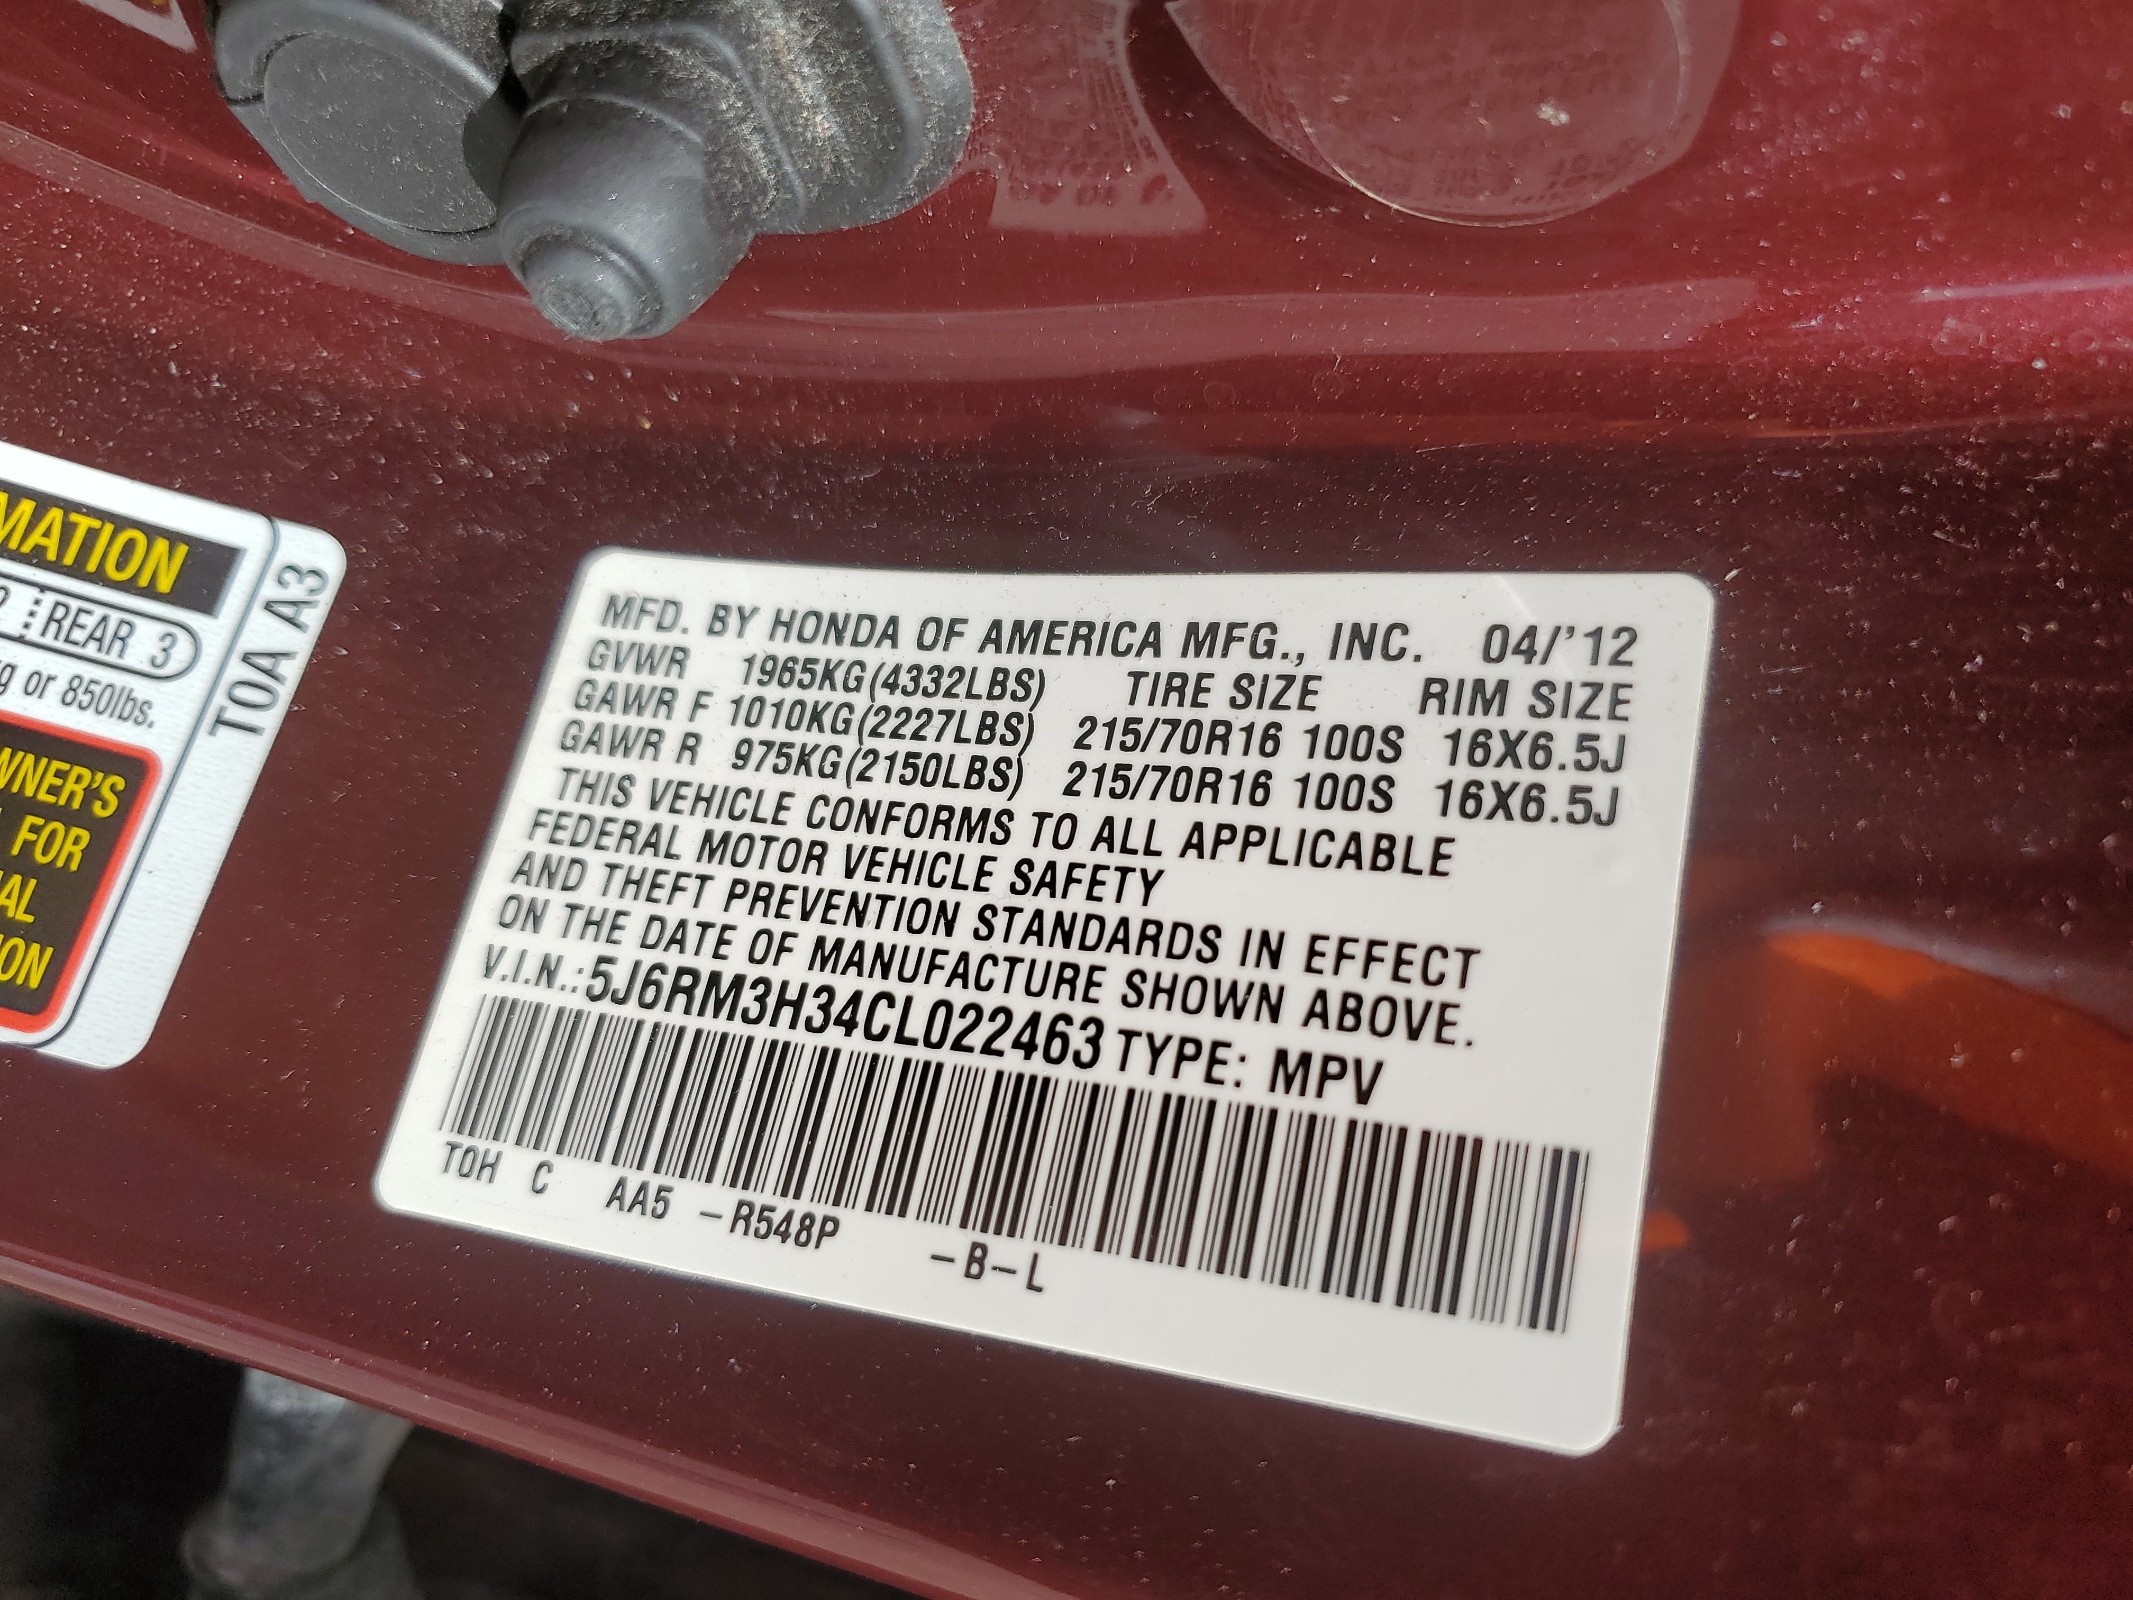 MATION
REAR 3
g or 850lbs.
WNER'S
FOR
AL
ION
T0A A3
MFD. BY HONDA OF AMERICA MFG., INC. 04/'12
GVWR 1965KG(4332LBS) TIRE SIZE RIM SIZE
GAWR F 1010KG(2227LBS) 215/70R16 100S 16X6.5J
GAWR R 975KG(2150LBS) 215/70R16 100S 16X6.5J
THIS VEHICLE CONFORMS TO ALL APPLICABLE
FEDERAL MOTOR VEHICLE SAFETY
AND THEFT PREVENTION STANDARDS IN EFFECT
ON THE DATE OF MANUFACTURE SHOWN ABOVE.
V.I.N.:5J6RM3H34CL022463 TYPE: MPV
T0H C AA5 -R548P -B-L